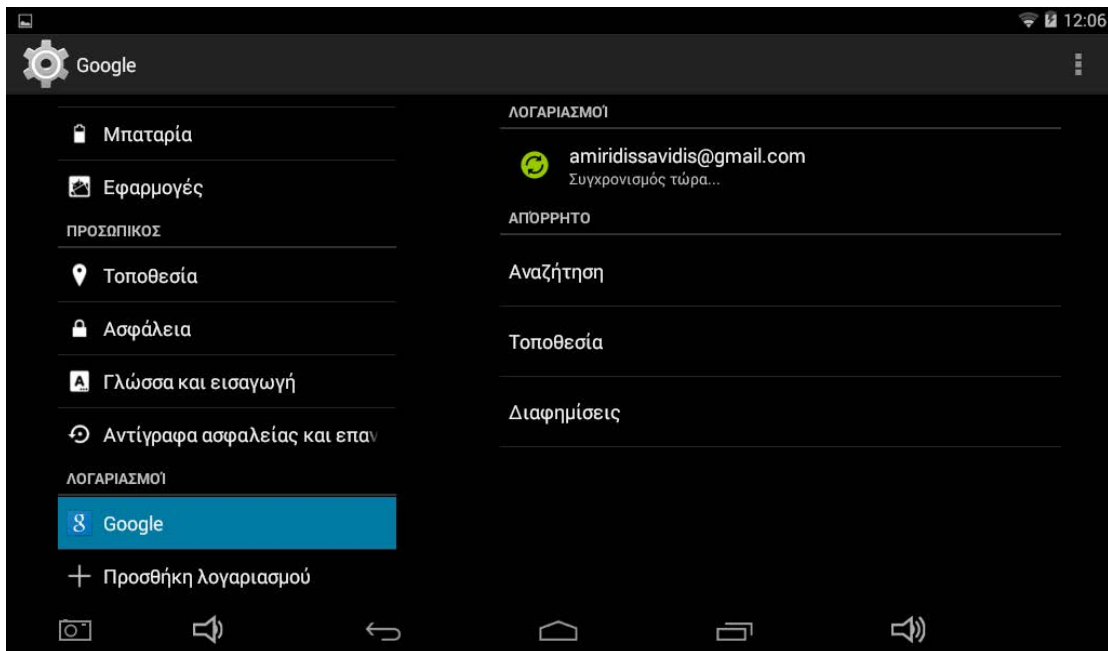 12:06
Google
Μπαταρία
Εφαρμογές
ΠΡΟΣΩΠΙΚΟΣ
Τοποθεσία
Ασφάλεια
Γλώσσα και εισαγωγή
Αντίγραφα ασφαλείας και επαν
ΛΟΓΑΡΙΑΣΜΟΊ
Google
Προσθήκη λογαριασμού
ΛΟΓΑΡΙΑΣΜΟΊ
amiridissavidis@gmail.com
Συγχρονισμός τώρα...
ΑΠΌΡΡΗΤΟ
Αναζήτηση
Τοποθεσία
Διαφημίσεις